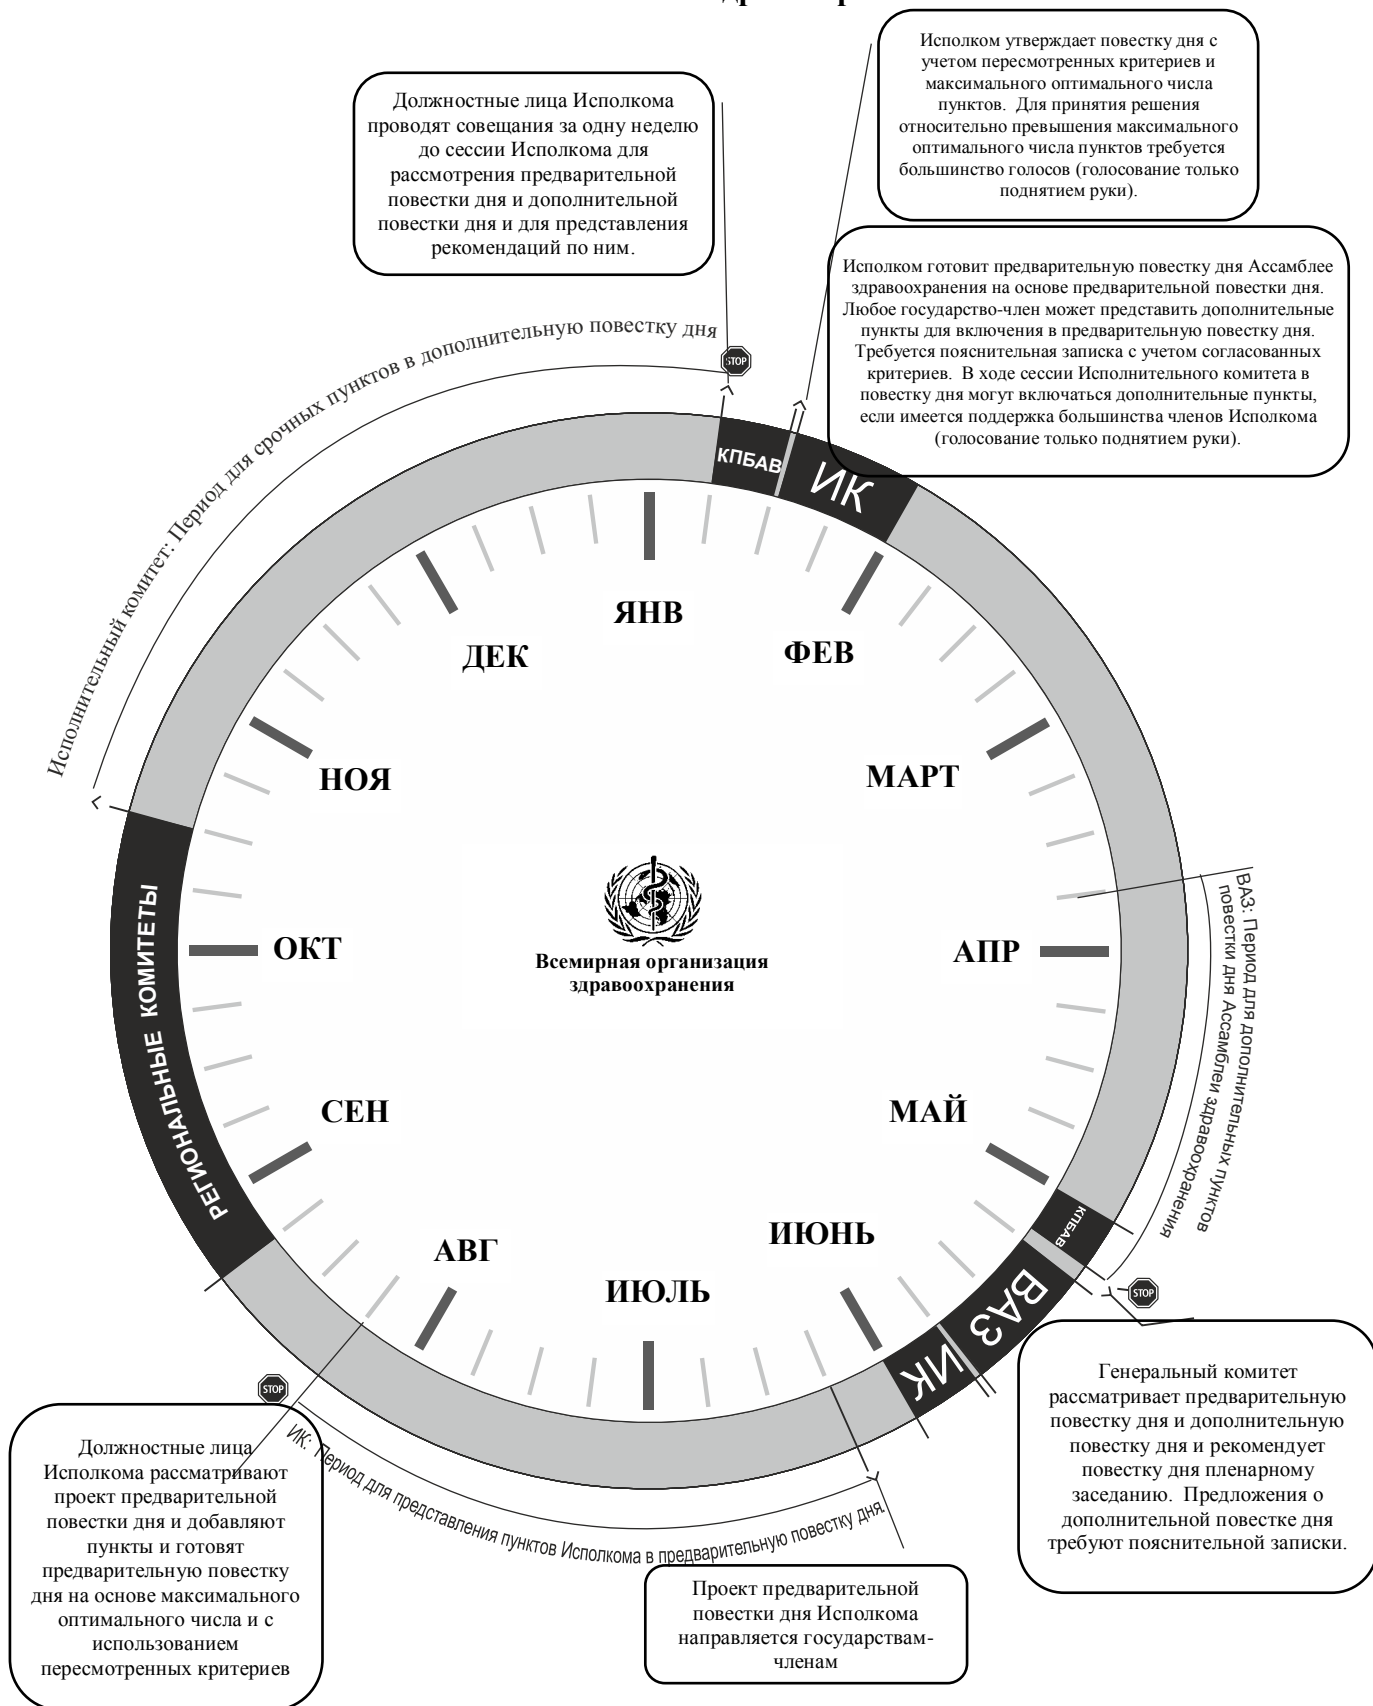 Исполком утверждает повестку дня с
учетом пересмотренных критериев и
максимального оптимального числа
пунктов. Для принятия решения
относительно превышения максимального
оптимального числа пунктов требуется
большинство голосов (голосование только
поднятием руки).
Должностные лица Исполкома
проводят совещания за одну неделю
до сессии Исполкома для
рассмотрения предварительной
повестки дня и дополнительной
повестки дня и для представления
рекомендаций по ним.
Исполком готовит предварительную повестку дня Ассамблее
здравоохранения на основе предварительной повестки дня.
Любое государство-член может представить дополнительные
пункты для включения в предварительную повестку дня.
Требуется пояснительная записка с учетом согласованных
критериев. В ходе сессии Исполнительного комитета в
повестку дня могут включаться дополнительные пункты,
если имеется поддержка большинства членов Исполкома
(голосование только поднятием руки).
Исполнительный комитет: Период для срочных пунктов в дополнительную повестку дня
STOP
КПБАВ
ИК
ЯНВ
ФЕВ
МАРТ
АПР
МАЙ
ИЮНЬ
ИЮЛЬ
АВГ
СЕН
ОКТ
НОЯ
ДЕК
Всемирная организация
здравоохранения
РЕГИОНАЛЬНЫЕ КОМИТЕТЫ
ВАЗ: Период для дополнительных пунктов
повестки дня Ассамблеи здравоохранения
КПБАВ
ВАЗ
ИК
STOP
Генеральный комитет
рассматривает предварительную
повестку дня и дополнительную
повестку дня и рекомендует
повестку дня пленарному
заседанию. Предложения о
дополнительной повестке дня
требуют пояснительной записки.
STOP
ИК: Период для представления пунктов Исполкома в предварительную повестку дня.
Должностные лица
Исполкома рассматривают
проект предварительной
повестки дня и добавляют
пункты и готовят
предварительную повестку
дня на основе максимального
оптимального числа и с
использованием
пересмотренных критериев
Проект предварительной
повестки дня Исполкома
направляется государствам-
членам